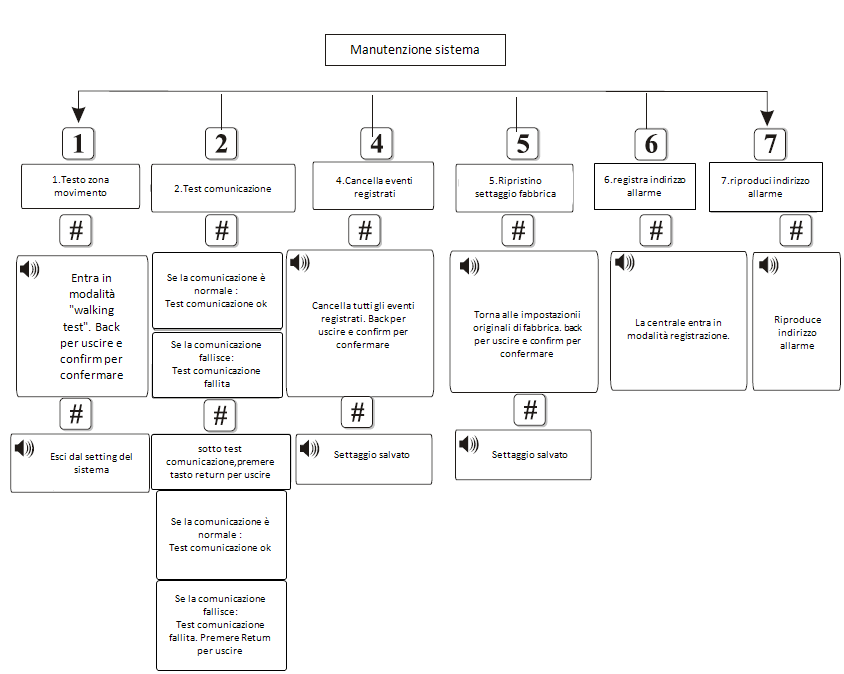 Manutenzione sistema
1
2
4
5
6
7
1.Testo zona
movimento
2.Test comunicazione
4.Cancella eventi
registrati
5.Ripristino
settaggio fabbrica
6.registra indirizzo
allarme
7.riproduci indirizzo
allarme
#
#
#
#
#
#
Entra in
modalità
"walking
test". Back
per uscire e
confirm per
confermare
Se la comunicazione è
normale :
Test comunicazione ok
Se la comunicazione
fallisce:
Test comunicazione
fallita
Cancella tutti gli eventi
registrati. Back per
uscire e confirm per
confermare
Torna alle impostazionii
originali di fabbrica. back
per uscire e confirm per
confermare
La centrale entra in
modalità registrazione.
Riproduce
indirizzo
allarme
#
#
#
#
Esci dal setting del
sistema
sotto test
comunicazione,premere
tasto return per uscire
Settaggio salvato
Settaggio salvato
Se la comunicazione è
normale :
Test comunicazione ok
Se la comunicazione
fallisce:
Test comunicazione
fallita. Premere Return
per uscire